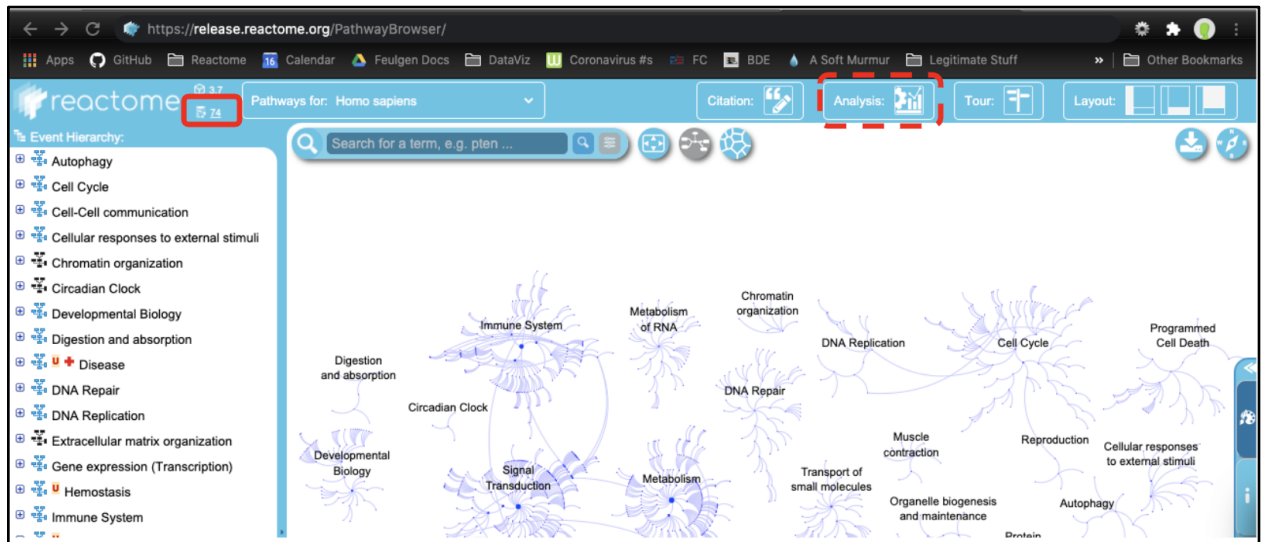 https://release.reactome.org/PathwayBrowser/
Apps GitHub Reactome 16 Calendar Feulgen Docs DataViz Coronavirus #s FC BDE A Soft Murmur Legitimate Stuff » Other Bookmarks
reactome 3.7 74 Pathways for: Homo sapiens Citation: Analysis: Tour: Layout:
Event Hierarchy:
Search for a term, e.g. pten ...
Autophagy
Cell Cycle
Cell-Cell communication
Cellular responses to external stimuli
Chromatin organization
Circadian Clock
Developmental Biology
Digestion and absorption
U Disease
DNA Repair
DNA Replication
Extracellular matrix organization
Gene expression (Transcription)
U Hemostasis
Immune System
Immune System
Metabolism
of RNA
Chromatin
organization
DNA Replication
Cell Cycle
Programmed
Cell Death
Digestion
and absorption
Circadian Clock
DNA Repair
Developmental
Biology
Signal
Transduction
Metabolism
Transport of
small molecules
Muscle
contraction
Reproduction
Cellular responses
to external stimuli
Organelle biogenesis
and maintenance
Autophagy
Protein